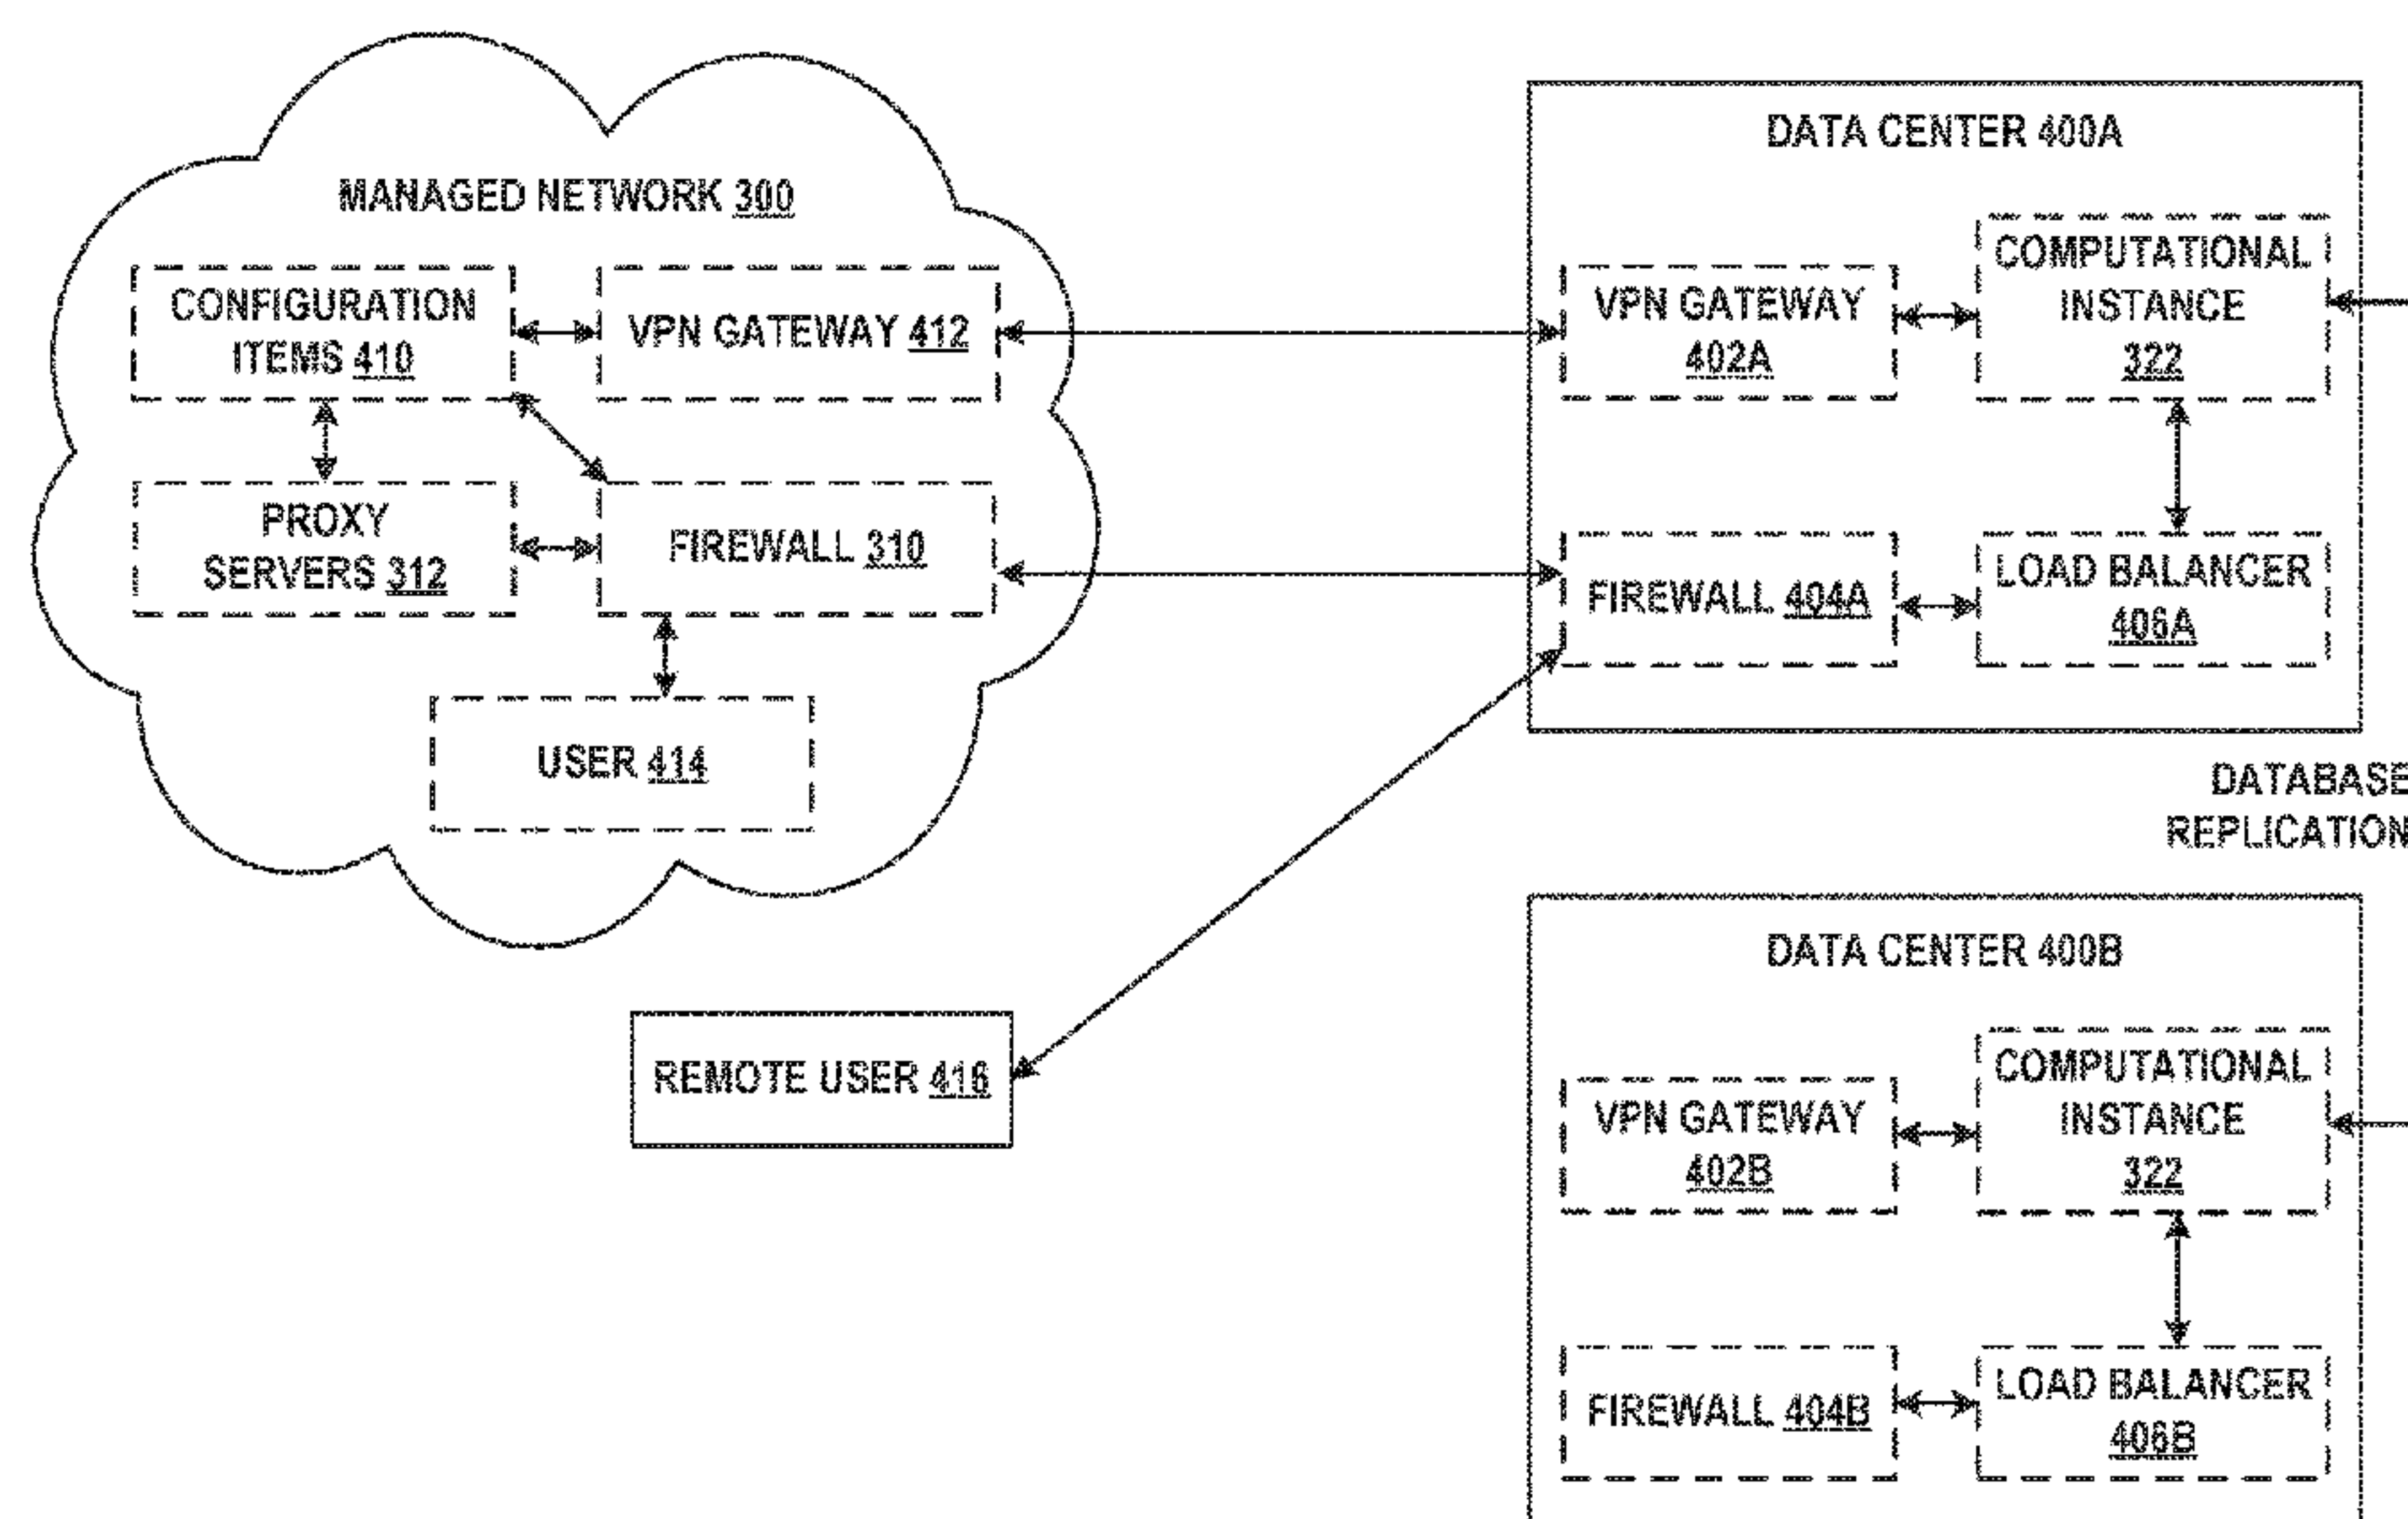 MANAGED NETWORK 300
CONFIGURATION
ITEMS 410
VPN GATEWAY 412
PROXY
SERVERS 312
FIREWALL 310
USER 414
REMOTE USER 416
DATA CENTER 400A
VPN GATEWAY
402A
COMPUTATIONAL
INSTANCE
322
FIREWALL 404A
LOAD BALANCER
406A
DATABASE
REPLICATION
DATA CENTER 400B
VPN GATEWAY
402B
COMPUTATIONAL
INSTANCE
322
FIREWALL 404B
LOAD BALANCER
406B